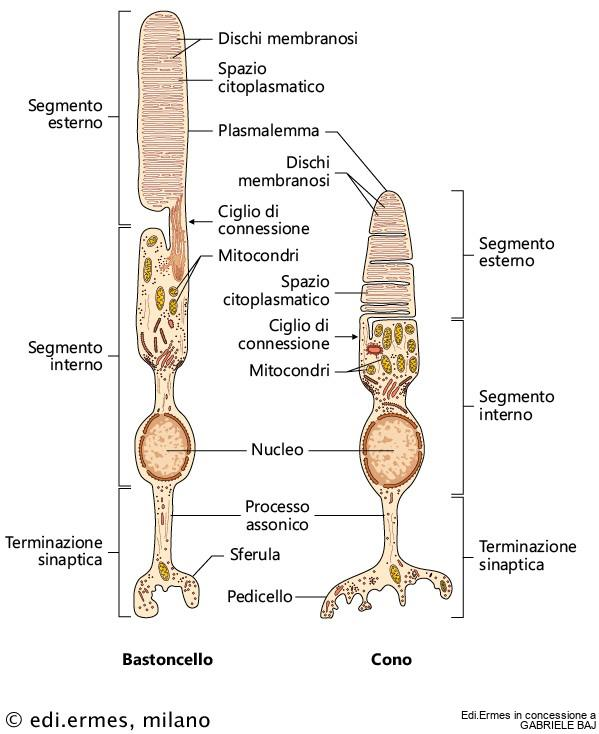 Dischi membranosi
Spazio
citoplasmatico
Segmento
esterno
Plasmalemma
Dischi
membranosi
Ciglio di
connessione
Mitocondri
Segmento
esterno
Spazio
citoplasmatico
Ciglio di
connessione
Segmento
interno
Mitocondri
Segmento
interno
Nucleo
Processo
assonico
Terminazione
sinaptica
Sferula
Terminazione
sinaptica
Pedicello
Bastoncello
Cono
© edi.ermes, milano
Edi.Ermes in concessione a
GABRIELE BAJ